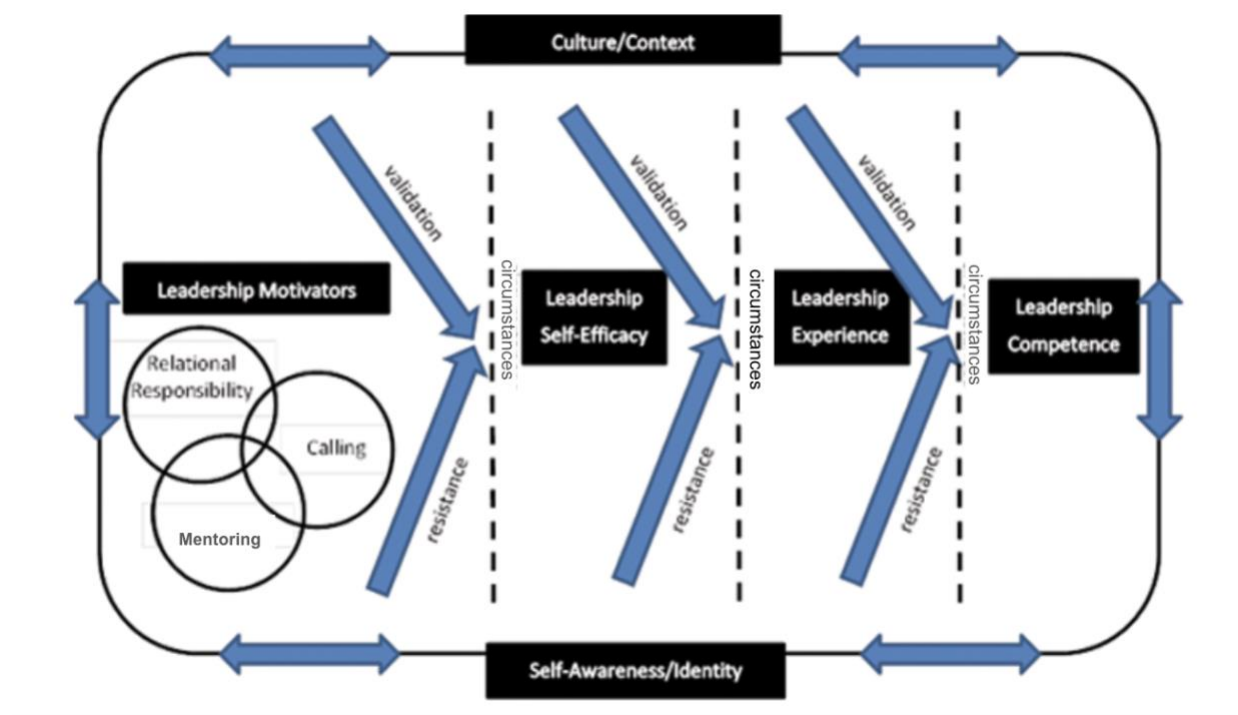 Culture/Context
validation
validation
validation
Leadership Motivators
circumstances
Leadership
Self-Efficacy
circumstances
Leadership
Experience
circumstances
Leadership
Competence
Relational
Responsibility
Calling
Mentoring
resistance
resistance
resistance
Self-Awareness/Identity